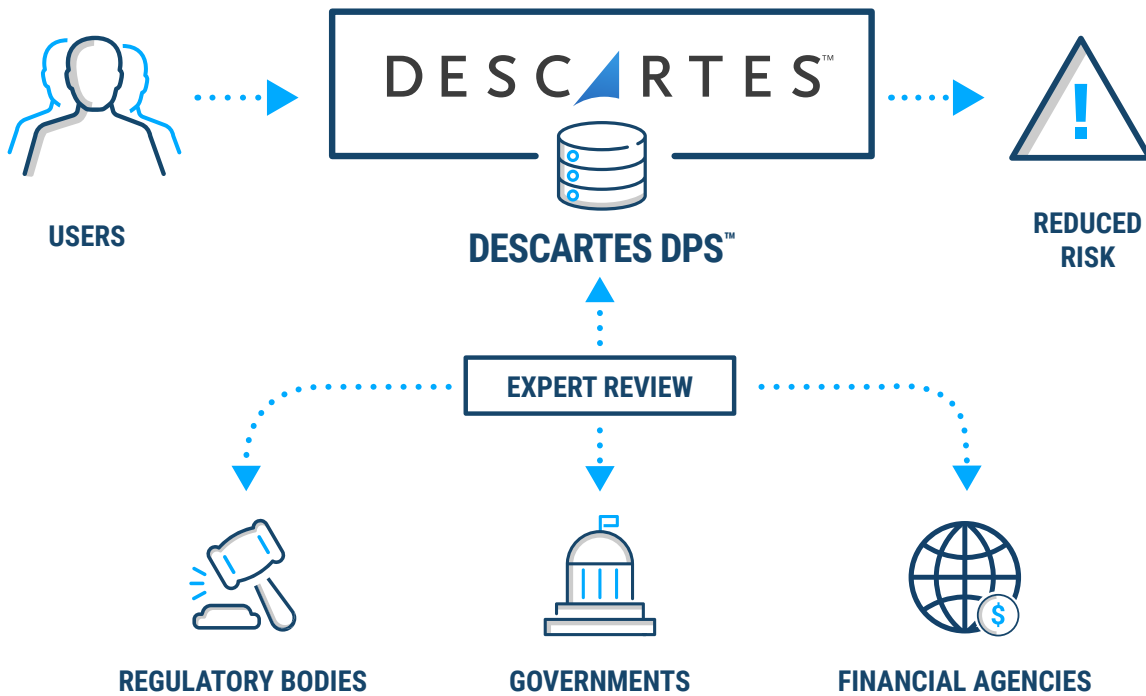 DESCARTES™
USERS
DESCARTES DPS™
REDUCED
RISK
EXPERT REVIEW
$
REGULATORY BODIES
GOVERNMENTS
FINANCIAL AGENCIES